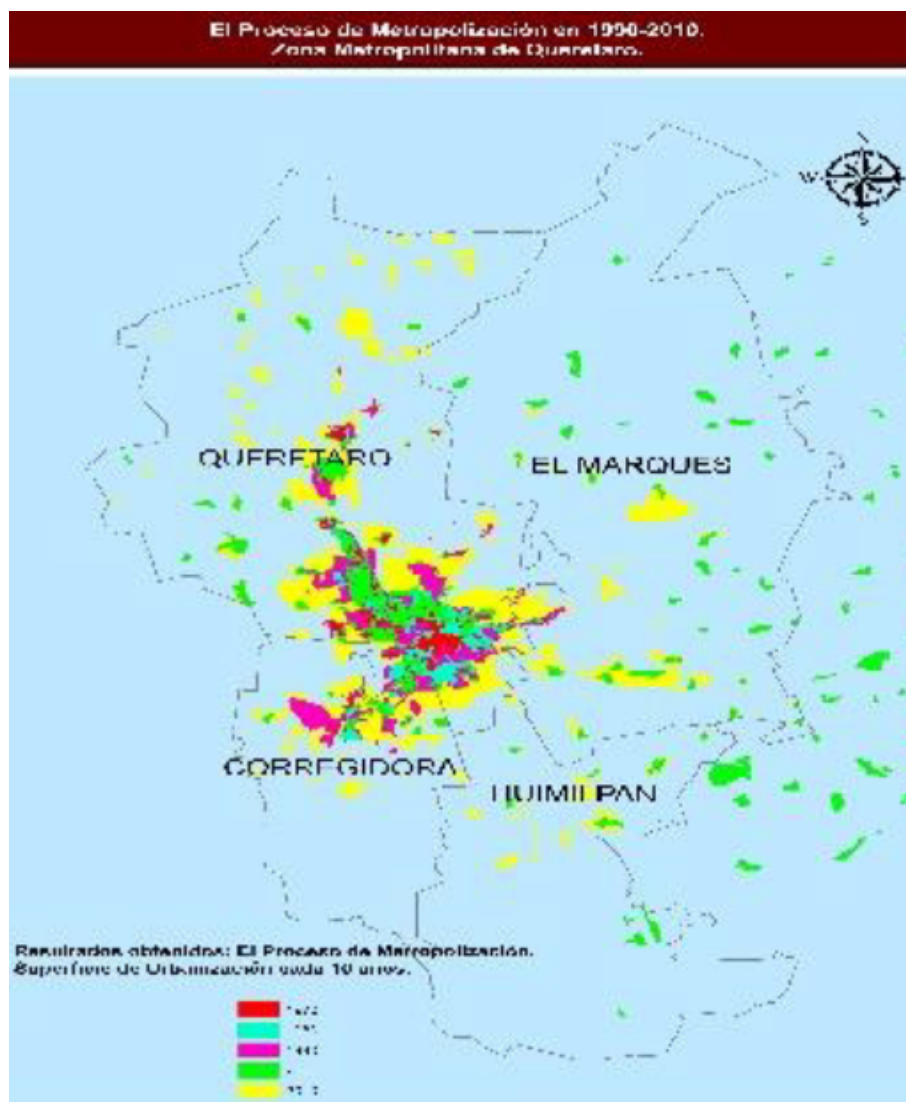 El Proceso de Metropolización en 1990-2010.
Zona Metropolitana de Queretaro.
W
S
QUERETARO
EL MARQUES
CORREGIDORA
HUIMILPAN
Resultados obtenidos: El Proceso de Metropolización.
Superficie de Urbanización cada 10 años.